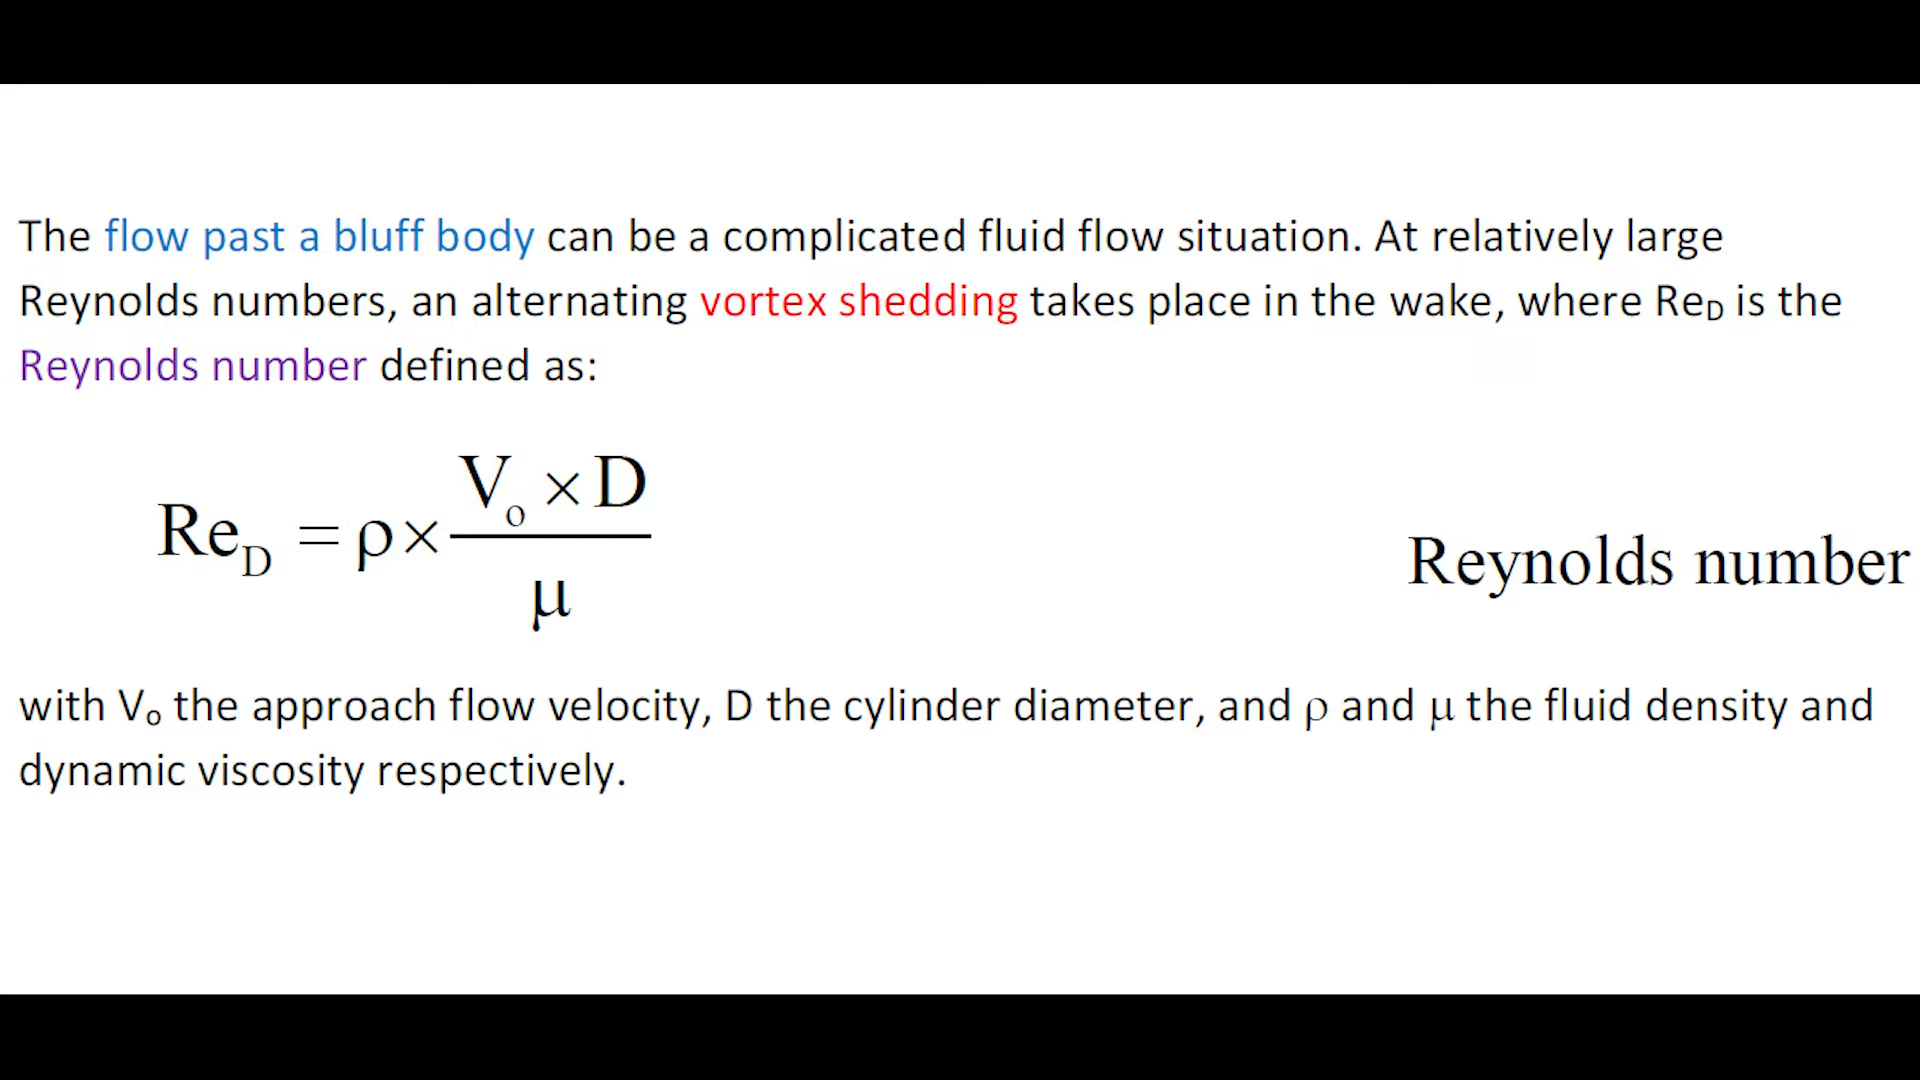 The flow past a bluff body can be a complicated fluid flow situation. At relatively large
Reynolds numbers, an alternating vortex shedding takes place in the wake, where Re_D is the
Reynolds number defined as:
Re_D = ρ × (V_o × D) / μ
Reynolds number
with V_o the approach flow velocity, D the cylinder diameter, and ρ and μ the fluid density and
dynamic viscosity respectively.